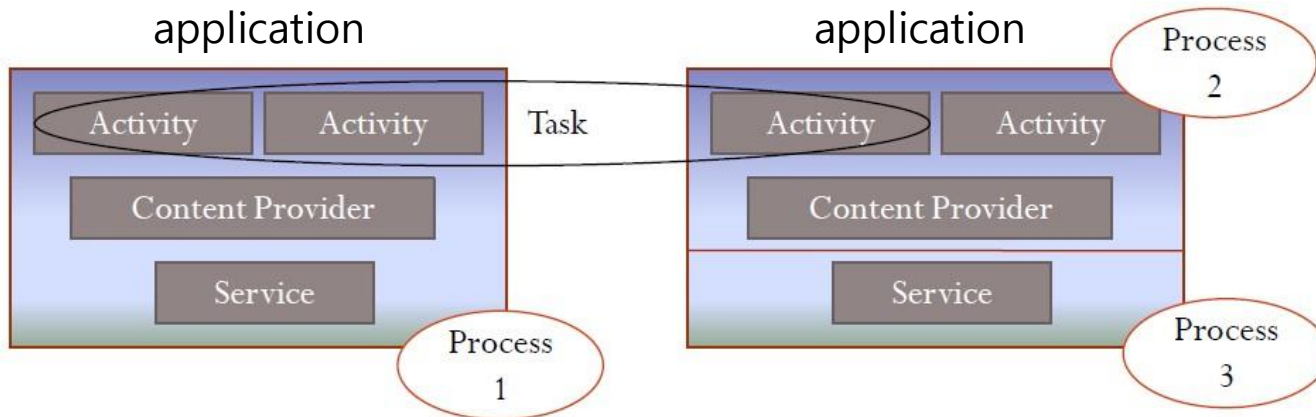 application
application
Process
2
Activity
Activity
Task
Activity
Activity
Content Provider
Content Provider
Service
Service
Process
1
Process
3